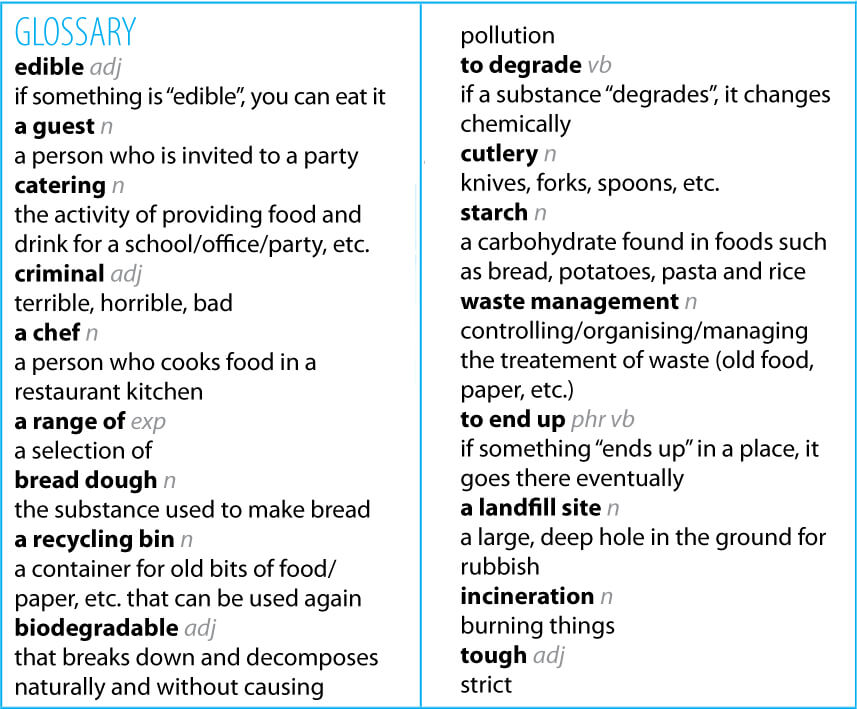 GLOSSARY
edible adj
if something is “edible”, you can eat it
a guest n
a person who is invited to a party
catering n
the activity of providing food and
drink for a school/office/party, etc.
criminal adj
terrible, horrible, bad
a chef n
a person who cooks food in a
restaurant kitchen
a range of exp
a selection of
bread dough n
the substance used to make bread
a recycling bin n
a container for old bits of food/
paper, etc. that can be used again
biodegradable adj
that breaks down and decomposes
naturally and without causing
pollution
to degrade vb
if a substance “degrades”, it changes
chemically
cutlery n
knives, forks, spoons, etc.
starch n
a carbohydrate found in foods such
as bread, potatoes, pasta and rice
waste management n
controlling/organising/managing
the treatement of waste (old food,
paper, etc.)
to end up phr vb
if something “ends up” in a place, it
goes there eventually
a landfill site n
a large, deep hole in the ground for
rubbish
incineration n
burning things
tough adj
strict